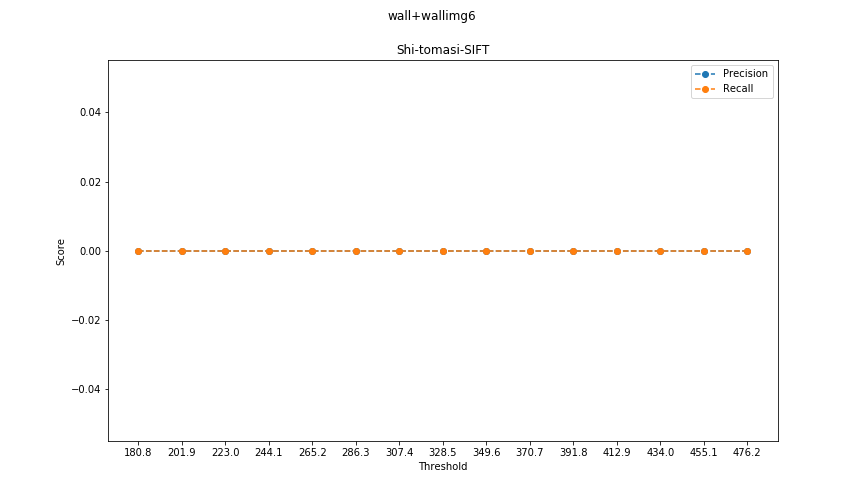 wall+wallimg6
Shi-tomasi-SIFT
Precision
Recall
0.04
0.02
0.00
−0.02
−0.04
Score
180.8 201.9 223.0 244.1 265.2 286.3 307.4 328.5 349.6 370.7 391.8 412.9 434.0 455.1 476.2
Threshold